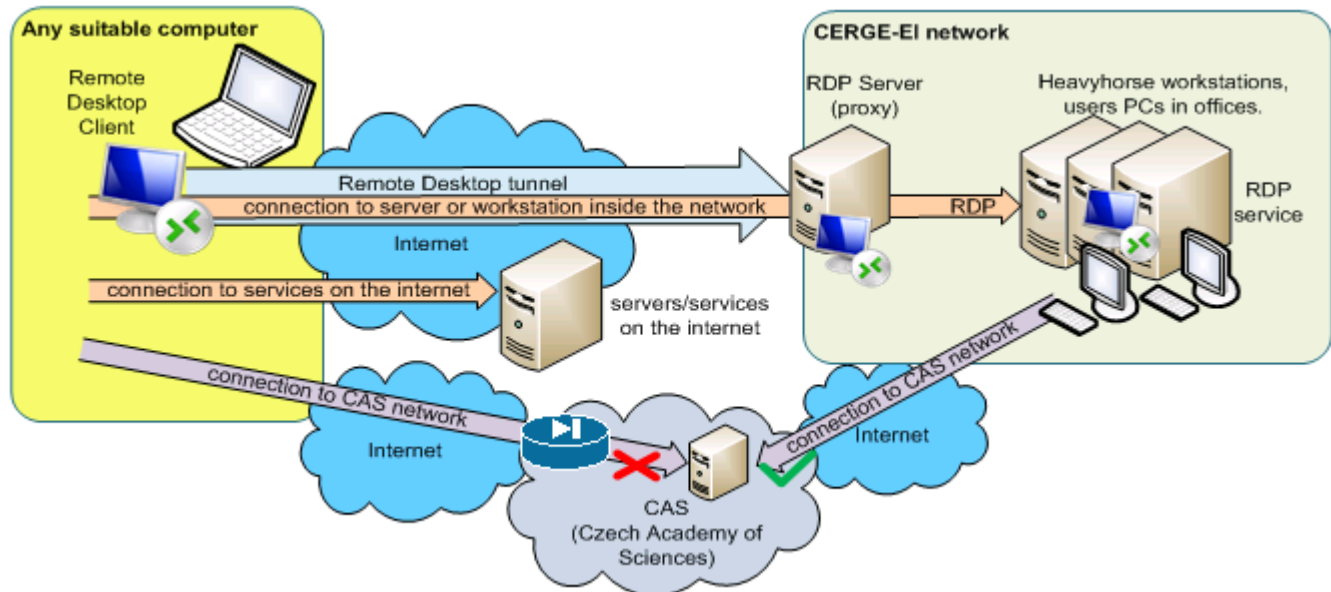 Any suitable computer
Remote
Desktop
Client
CERGE-EI network
RDP Server
(proxy)
Heavyhorse workstations,
users PCs in offices.
RDP
service
Remote Desktop tunnel
connection to server or workstation inside the network
RDP
Internet
connection to services on the internet
servers/services
on the internet
connection to CAS network
Internet
connection to CAS network
Internet
CAS
(Czech Academy of
Sciences)